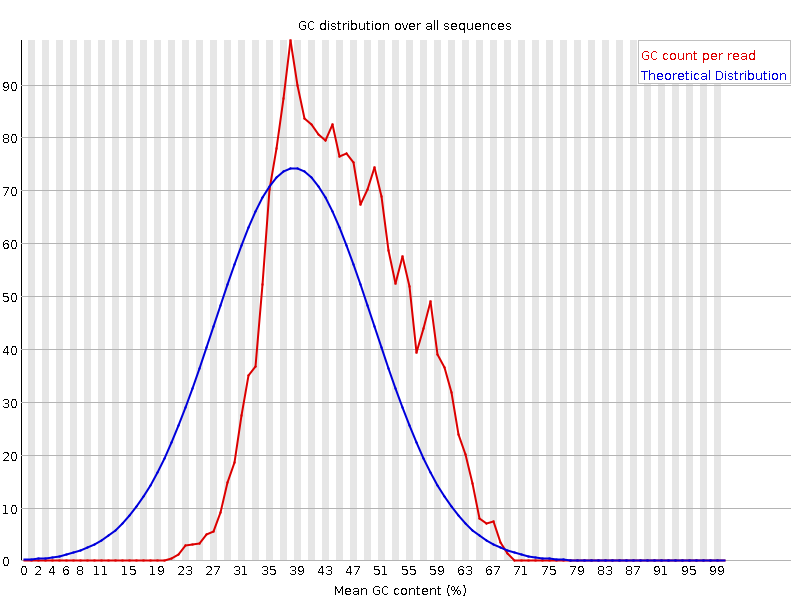 GC distribution over all sequences
GC count per read
Theoretical Distribution
90
80
70
60
50
40
30
20
10
0
0 2 4 6 8 11 15 19 23 27 31 35 39 43 47 51 55 59 63 67 71 75 79 83 87 91 95 99
Mean GC content (%)